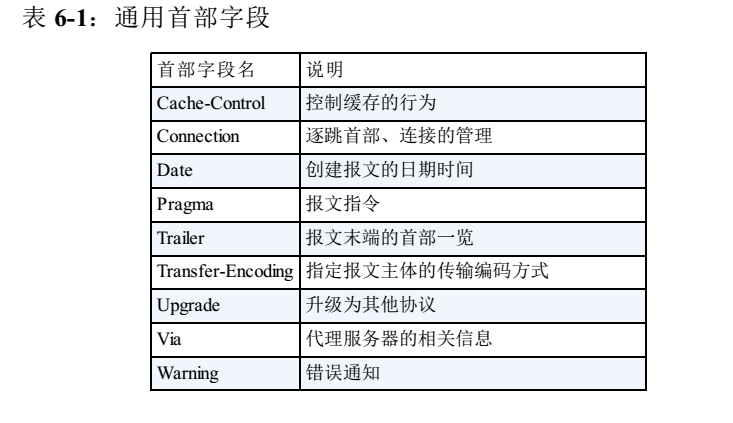 表 6-1：通用首部字段
首部字段名 说明
Cache-Control 控制缓存的行为
Connection 逐跳首部、连接的管理
Date 创建报文的日期时间
Pragma 报文指令
Trailer 报文末端的首部一览
Transfer-Encoding 指定报文主体的传输编码方式
Upgrade 升级为其他协议
Via 代理服务器的相关信息
Warning 错误通知